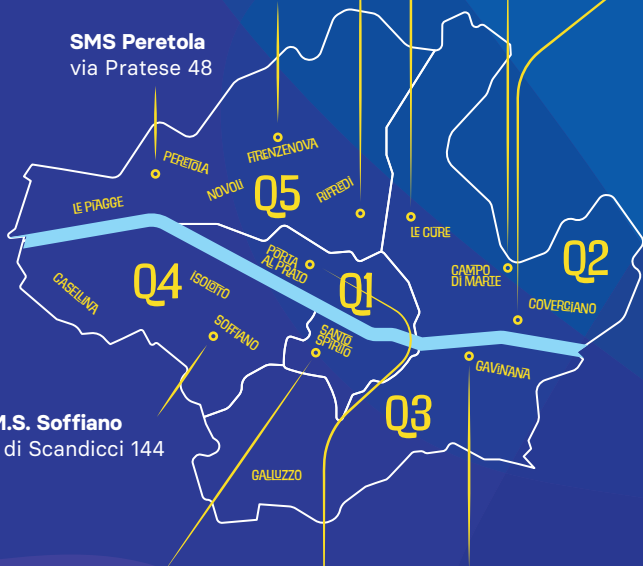 SMS Peretola
via Pratese 48
FIRENZENOVA
PERETOLA
NOVOLI
Q5
RIFREDI
LE PIAGGE
LE CURE
PORTA
AL PRATO
Q1
Q2
CAMPO
DI MARTE
Q4
ISOLOTTO
CASELLINA
COVERCIANO
SOFFIANO
SANTO
SPIRITO
GAVINANA
Q3
M.S. Soffiano
di Scandicci 144
GALLUZZO